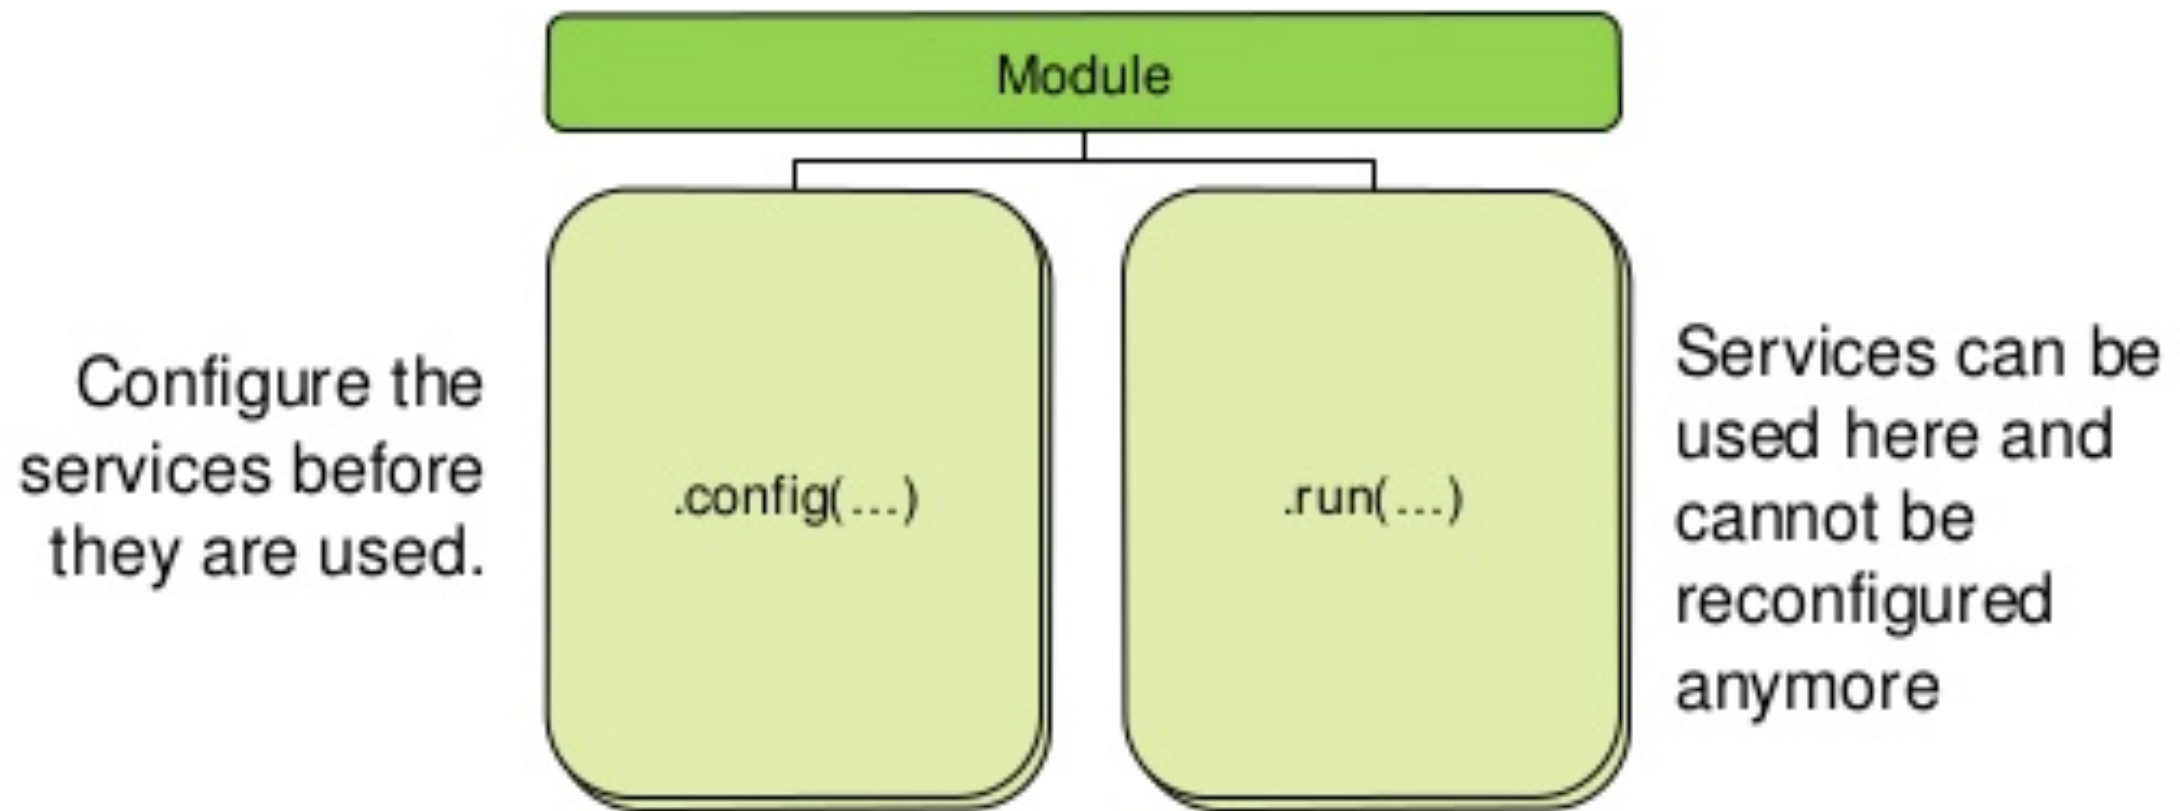 Module
Configure the
services before
they are used.
.config(...)
.run(...)
Services can be
used here and
cannot be
reconfigured
anymore